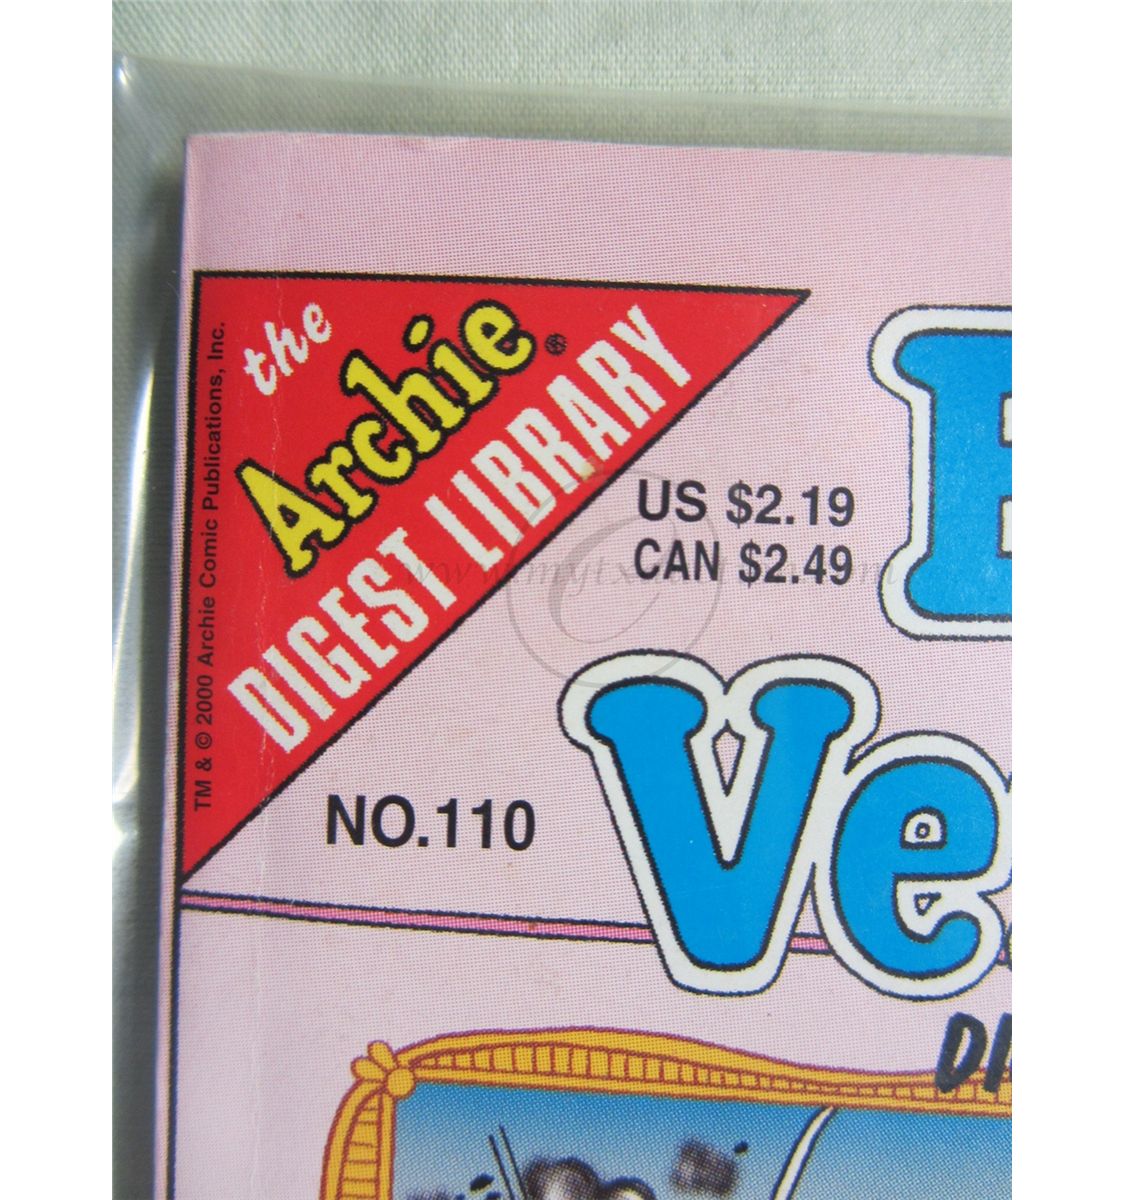 the
Archie®
DIGEST LIBRARY
TM & © 2000 Archie Comic Publications, Inc.
US $2.19
CAN $2.49
NO.110
Ve
DI